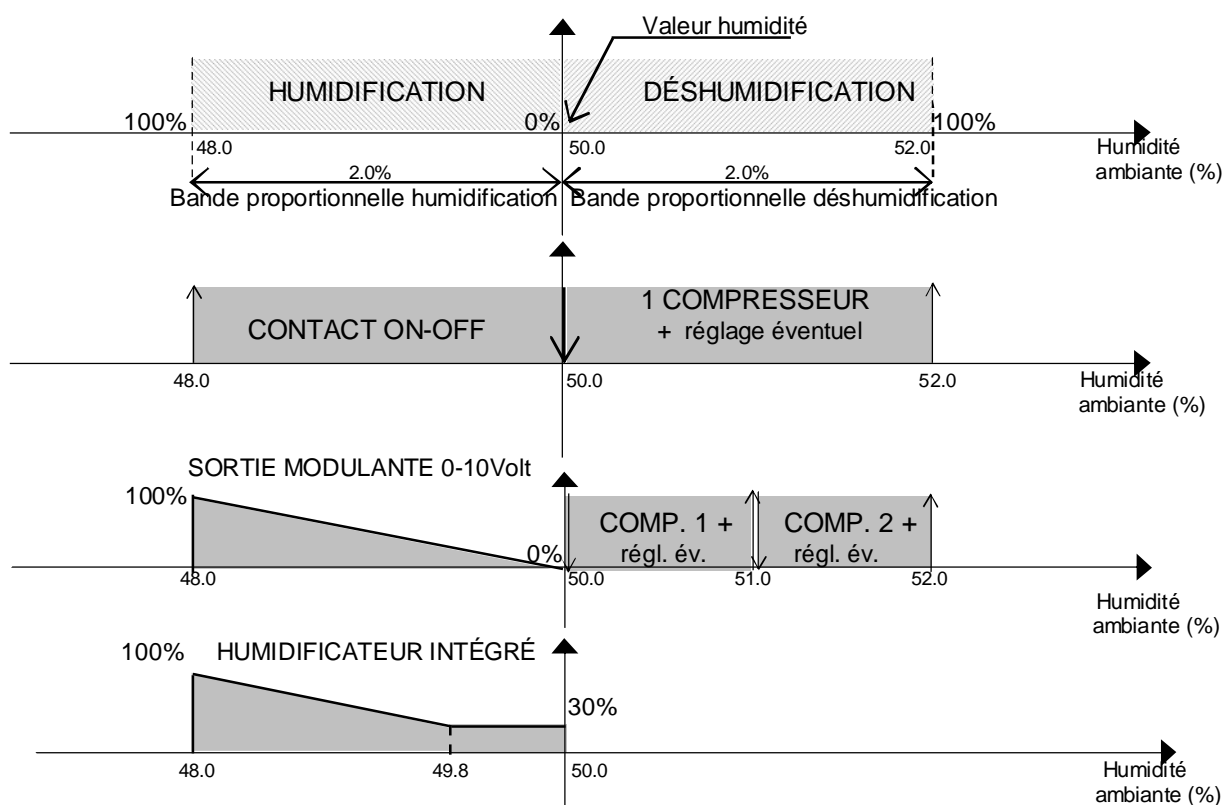 Valeur humidité
HUMIDIFICATION
DÉSHUMIDIFICATION
100%
0%
100%
48.0
50.0
52.0
Humidité
ambiante (%)
2.0%
2.0%
Bande proportionnelle humidification
Bande proportionnelle déshumidification
CONTACT ON-OFF
1 COMPRESSEUR
+ réglage éventuel
48.0
50.0
52.0
Humidité
ambiante (%)
SORTIE MODULANTE 0-10Volt
100%
0%
COMP. 1 +
régl. év.
COMP. 2 +
régl. év.
48.0
50.0
51.0
52.0
Humidité
ambiante (%)
100%
HUMIDIFICATEUR INTÉGRÉ
30%
48.0
49.8
50.0
Humidité
ambiante (%)